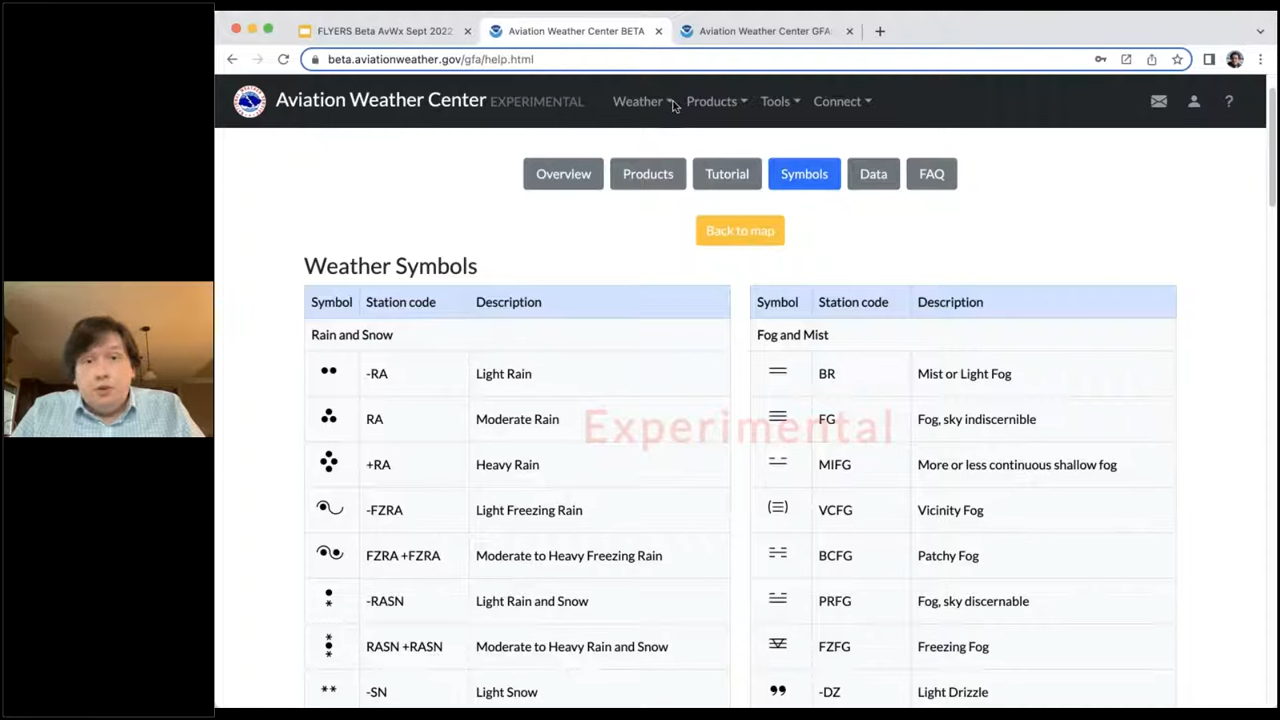 FLYERS Beta AvWx Sept 2022
Aviation Weather Center BETA
Aviation Weather Center GFA
beta.aviationweather.gov/gfa/help.html
Aviation Weather Center EXPERIMENTAL Weather Products Tools Connect ?
Overview Products Tutorial Symbols Data FAQ
Back to map
Weather Symbols
Symbol Station code Description
Rain and Snow
-RA Light Rain
RA Moderate Rain
+RA Heavy Rain
-FZRA Light Freezing Rain
FZRA +FZRA Moderate to Heavy Freezing Rain
-RASN Light Rain and Snow
RASN +RASN Moderate to Heavy Rain and Snow
-SN Light Snow
Symbol Station code Description
Fog and Mist
BR Mist or Light Fog
FG Fog, sky indiscernible
MIFG More or less continuous shallow fog
VCFG Vicinity Fog
BCFG Patchy Fog
PRFG Fog, sky discernable
FZFG Freezing Fog
-DZ Light Drizzle
Experimental